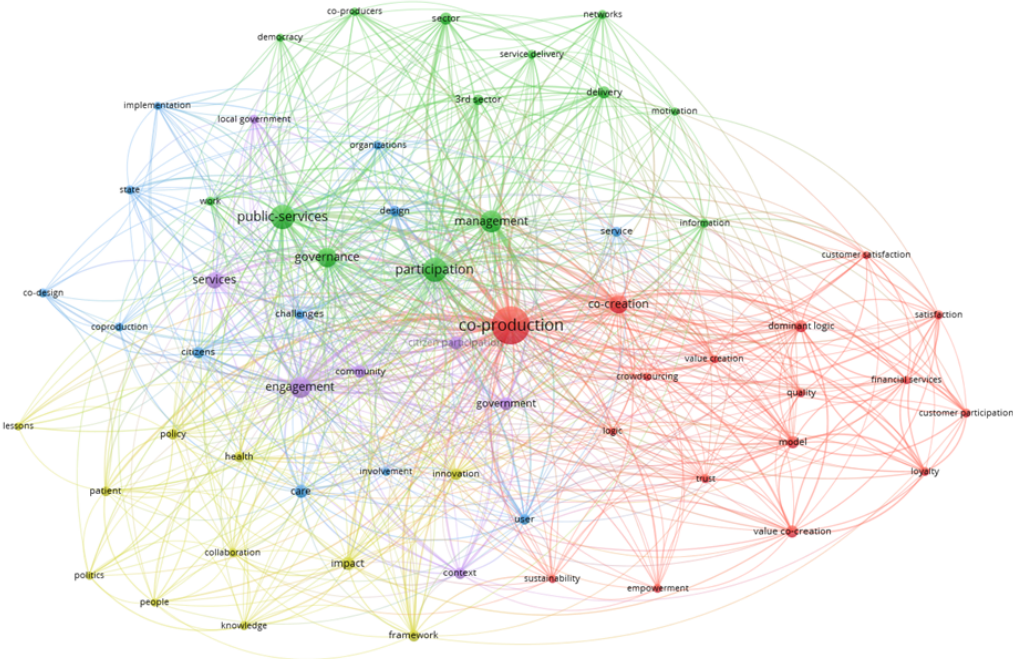 co-producers
networks
sector
democracy
service delivery
delivery
3rd sector
implementation
motivation
local government
organizations
state
work
design
public-services
management
information
service
governance
customer satisfaction
participation
services
co-design
co-creation
challenges
satisfaction
co-production
dominant logic
coproduction
citizen participation
citizens
value creation
community
crowdsourcing
financial services
engagement
quality
government
customer participation
lessons
logic
policy
model
health
involvement
innovation
loyalty
trust
patient
care
user
value co-creation
collaboration
impact
context
politics
sustainability
empowerment
people
knowledge
framework